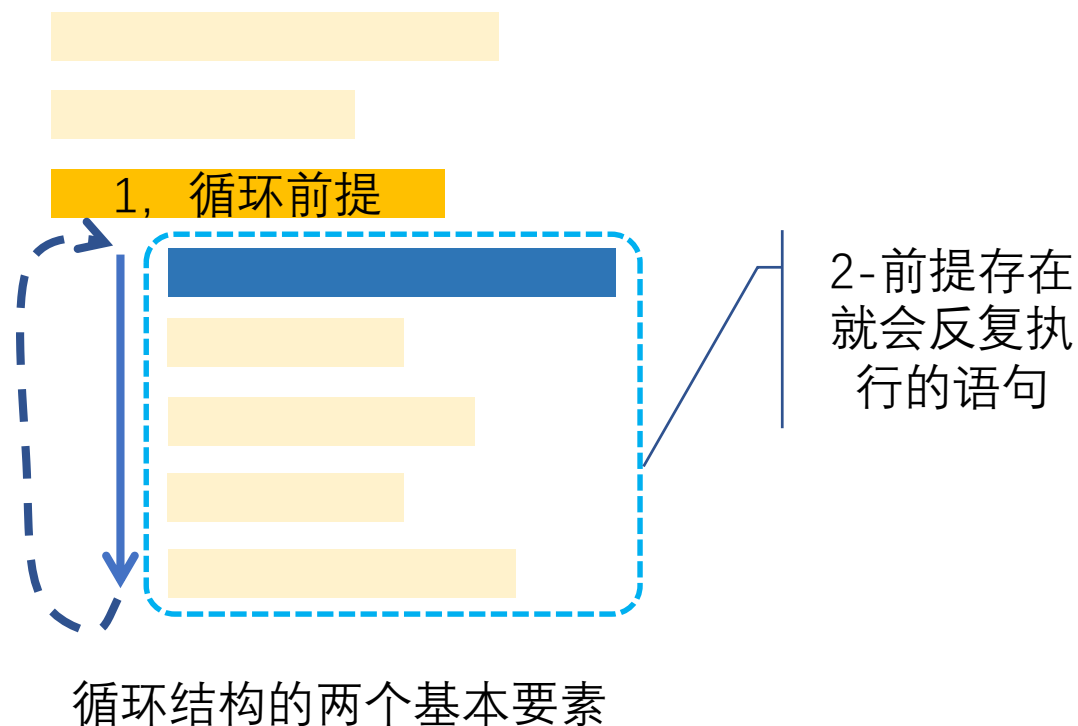 1，循环前提
2-前提存在
就会反复执
行的语句
循环结构的两个基本要素